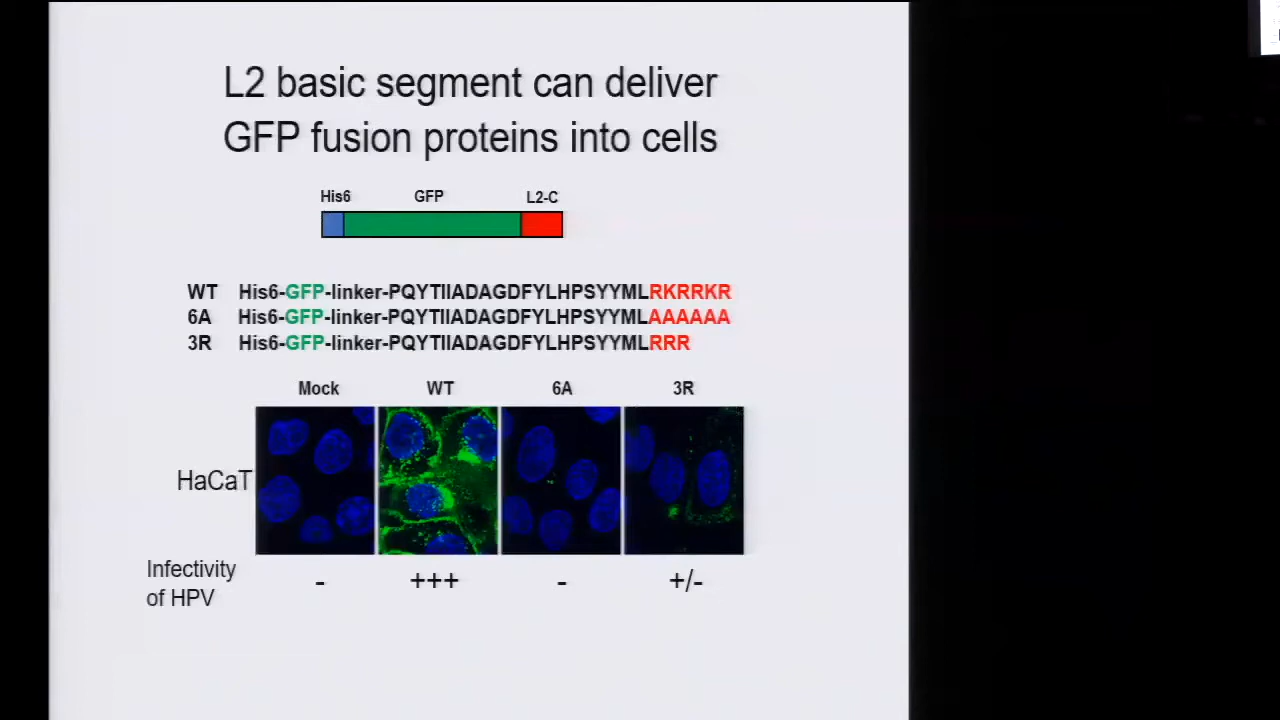 L2 basic segment can deliver
GFP fusion proteins into cells
His6 GFP L2-C
WT His6-GFP-linker-PQYTIIADAGDFYLHPSYYMLRKRRKR
6A His6-GFP-linker-PQYTIIADAGDFYLHPSYYMLAAAAAA
3R His6-GFP-linker-PQYTIIADAGDFYLHPSYYMLRRR
Mock WT 6A 3R
HaCaT
Infectivity
of HPV
- +++ - +/-